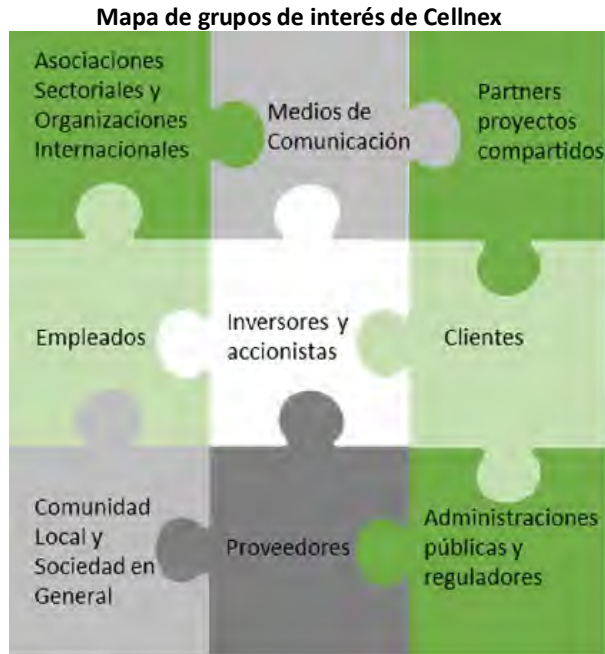 Mapa de grupos de interés de Cellnex
Asociaciones
Sectoriales y
Organizaciones
Internacionales
Medios de
Comunicación
Partners
proyectos
compartidos
Empleados
Inversores y
accionistas
Clientes
Comunidad
Local y
Sociedad en
General
Proveedores
Administraciones
públicas y
reguladores